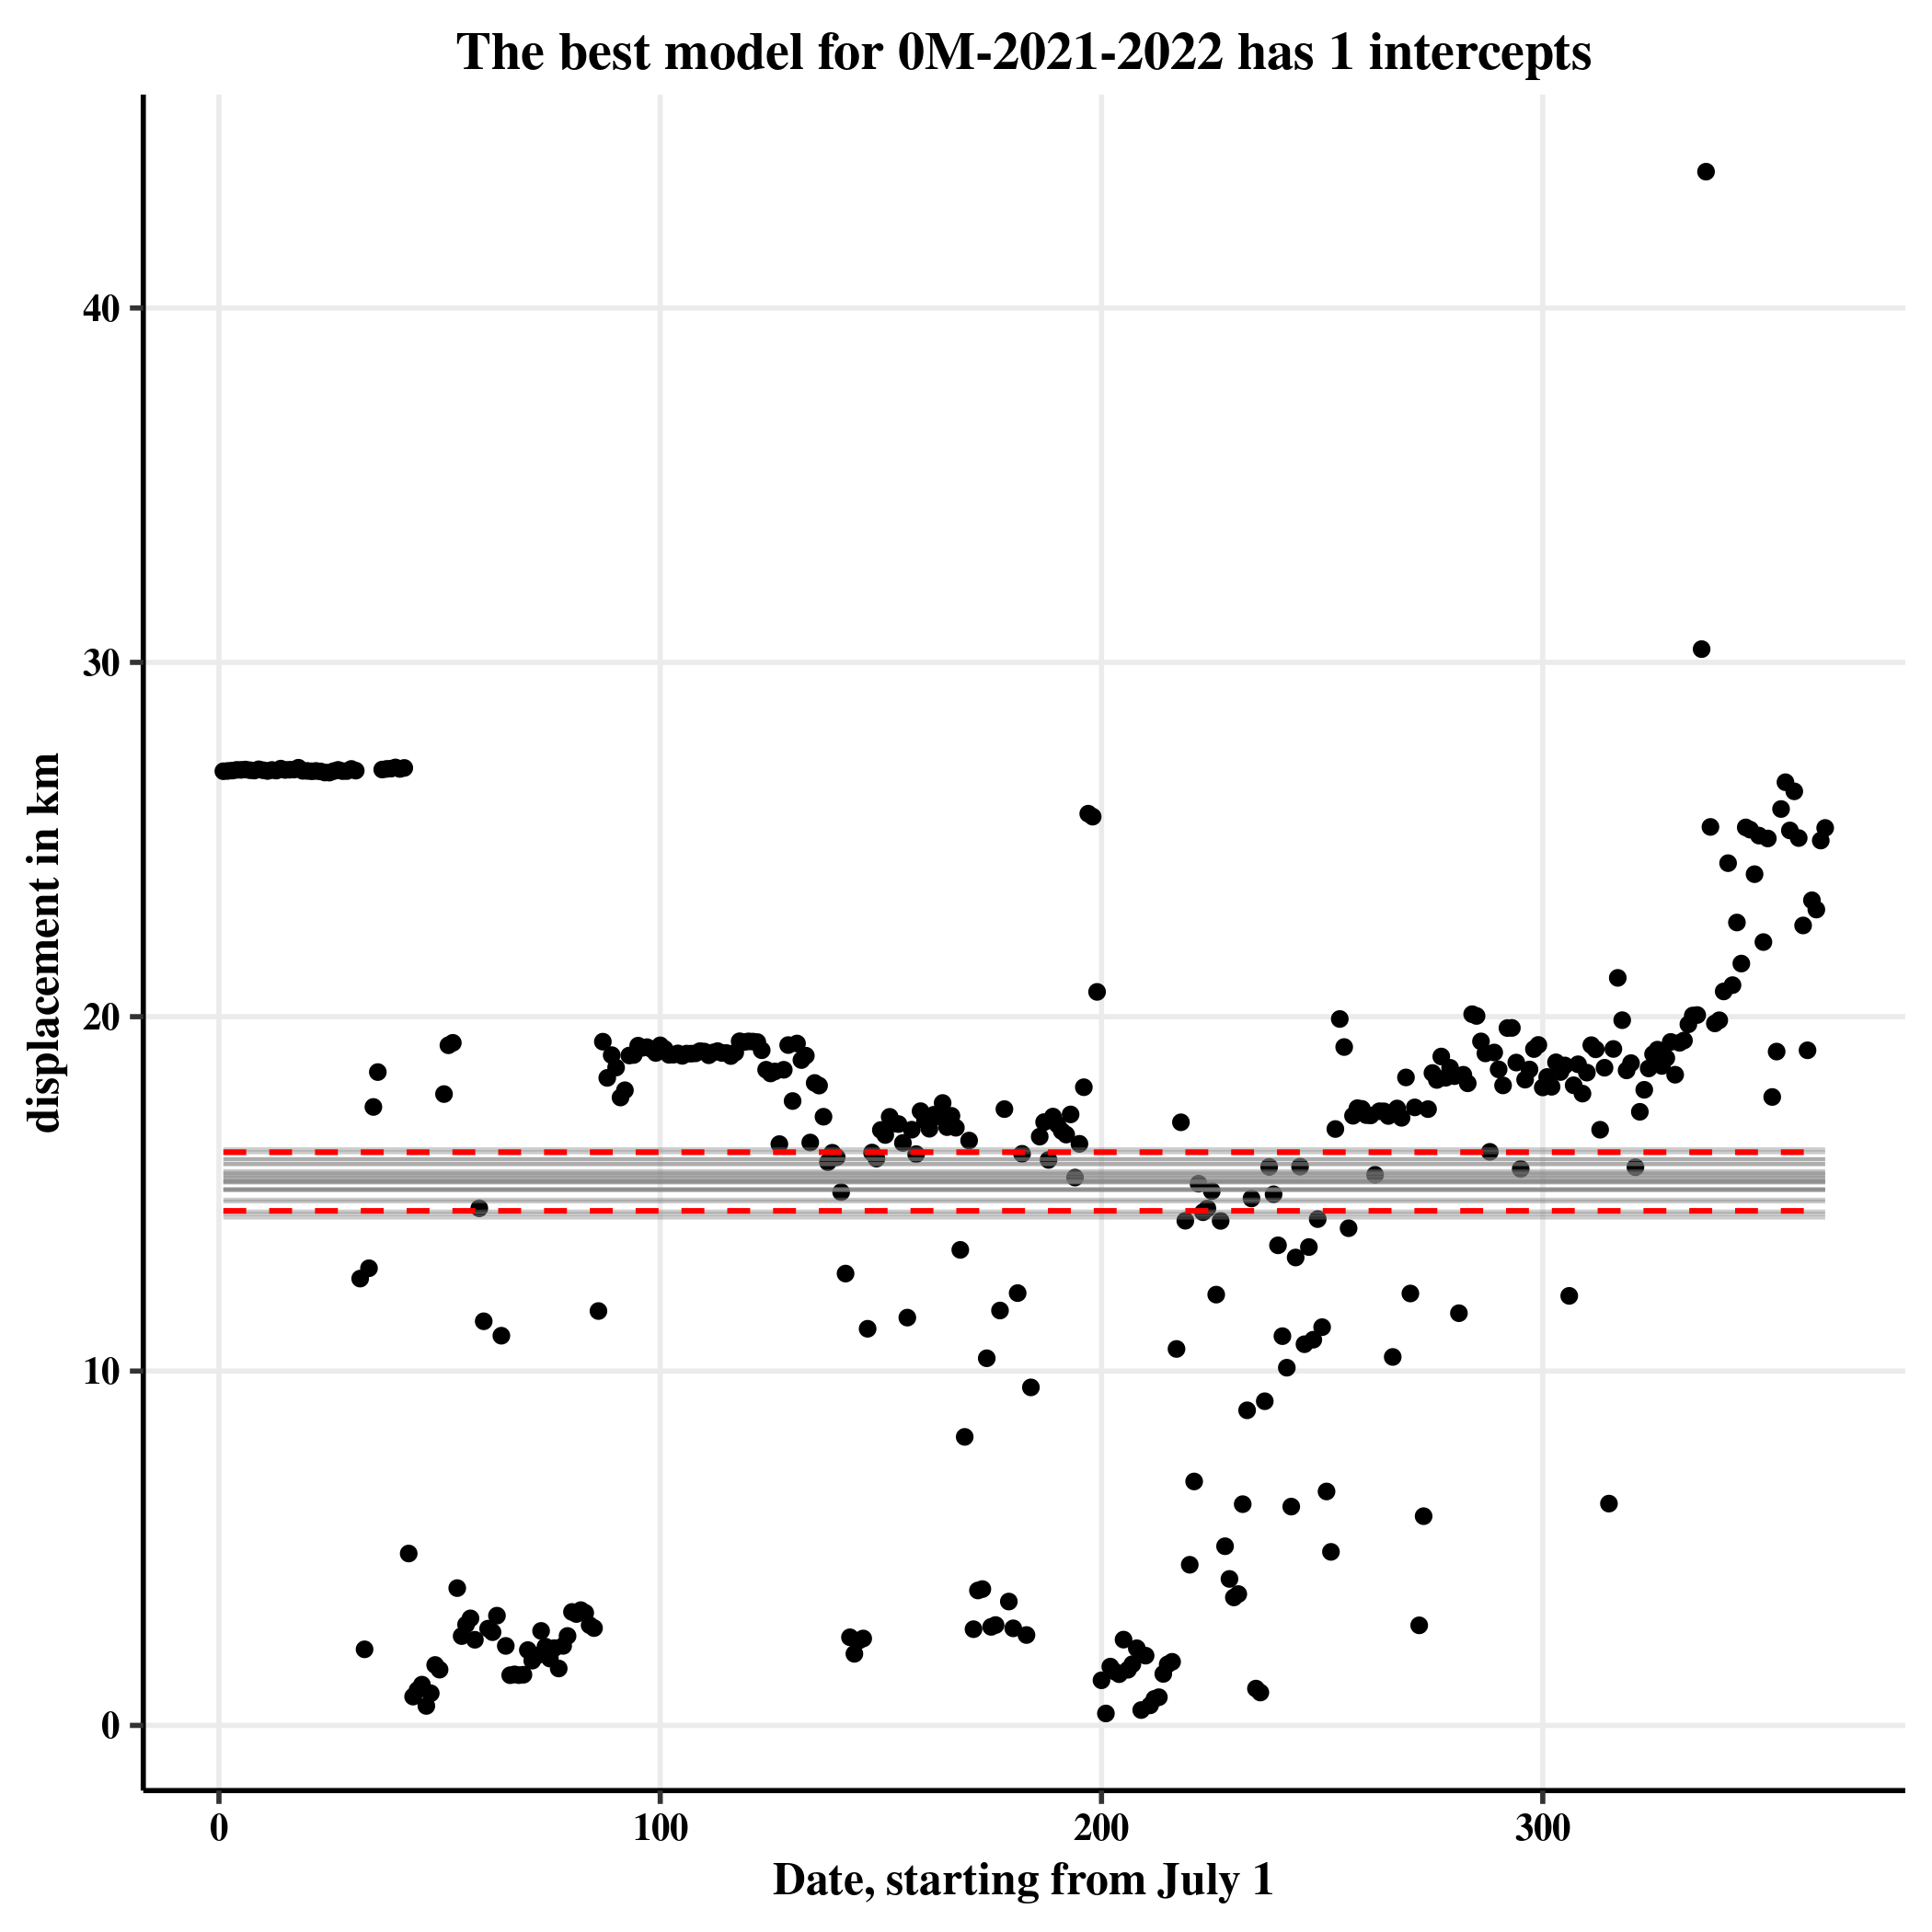 The best model for 0M-2021-2022 has 1 intercepts
displacement in km
40
30
20
10
0
0 100 200 300
Date, starting from July 1